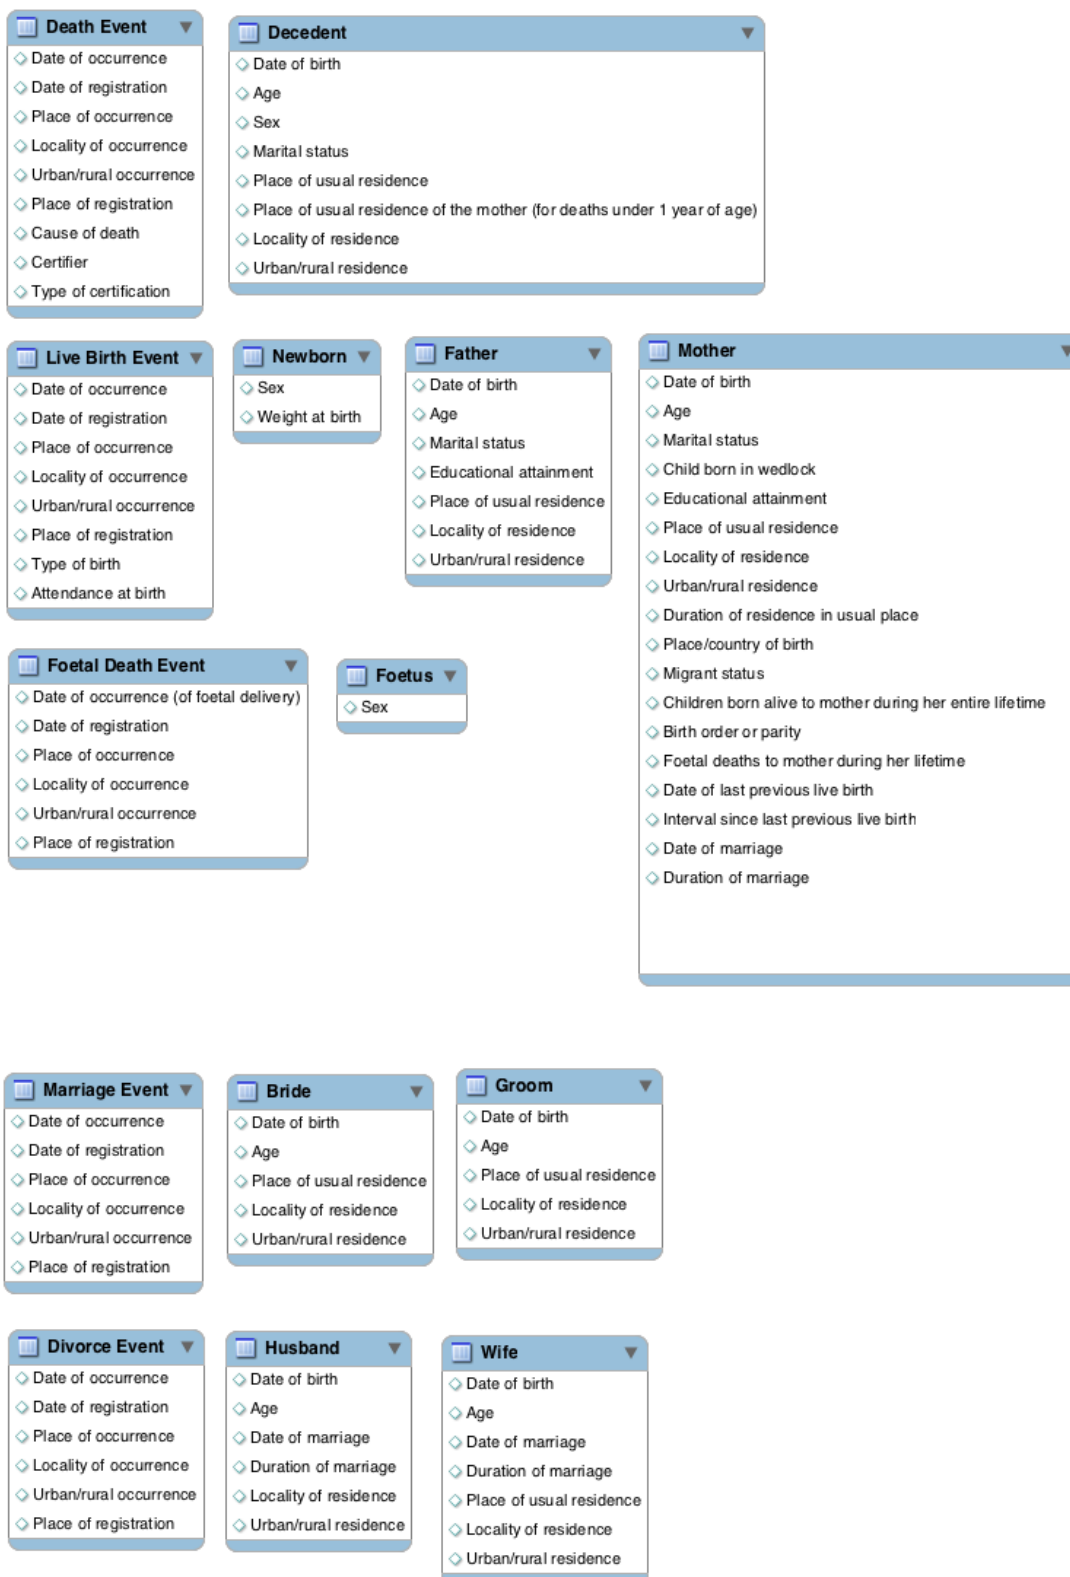 Death Event
Date of occurrence
Date of registration
Place of occurrence
Locality of occurrence
Urban/rural occurrence
Place of registration
Cause of death
Certifier
Type of certification
Decedent
Date of birth
Age
Sex
Marital status
Place of usual residence
Place of usual residence of the mother (for deaths under 1 year of age)
Locality of residence
Urban/rural residence
Live Birth Event
Date of occurrence
Date of registration
Place of occurrence
Locality of occurrence
Urban/rural occurrence
Place of registration
Type of birth
Attendance at birth
Newborn
Sex
Weight at birth
Father
Date of birth
Age
Marital status
Educational attainment
Place of usual residence
Locality of residence
Urban/rural residence
Mother
Date of birth
Age
Marital status
Child born in wedlock
Educational attainment
Place of usual residence
Locality of residence
Urban/rural residence
Duration of residence in usual place
Place/country of birth
Migrant status
Children born alive to mother during her entire lifetime
Birth order or parity
Foetal deaths to mother during her lifetime
Date of last previous live birth
Interval since last previous live birth
Date of marriage
Duration of marriage
Foetal Death Event
Date of occurrence (of foetal delivery)
Date of registration
Place of occurrence
Locality of occurrence
Urban/rural occurrence
Place of registration
Foetus
Sex
Marriage Event
Date of occurrence
Date of registration
Place of occurrence
Locality of occurrence
Urban/rural occurrence
Place of registration
Bride
Date of birth
Age
Place of usual residence
Locality of residence
Urban/rural residence
Groom
Date of birth
Age
Place of usual residence
Locality of residence
Urban/rural residence
Divorce Event
Date of occurrence
Date of registration
Place of occurrence
Locality of occurrence
Urban/rural occurrence
Place of registration
Husband
Date of birth
Age
Date of marriage
Duration of marriage
Locality of residence
Urban/rural residence
Wife
Date of birth
Age
Date of marriage
Duration of marriage
Place of usual residence
Locality of residence
Urban/rural residence